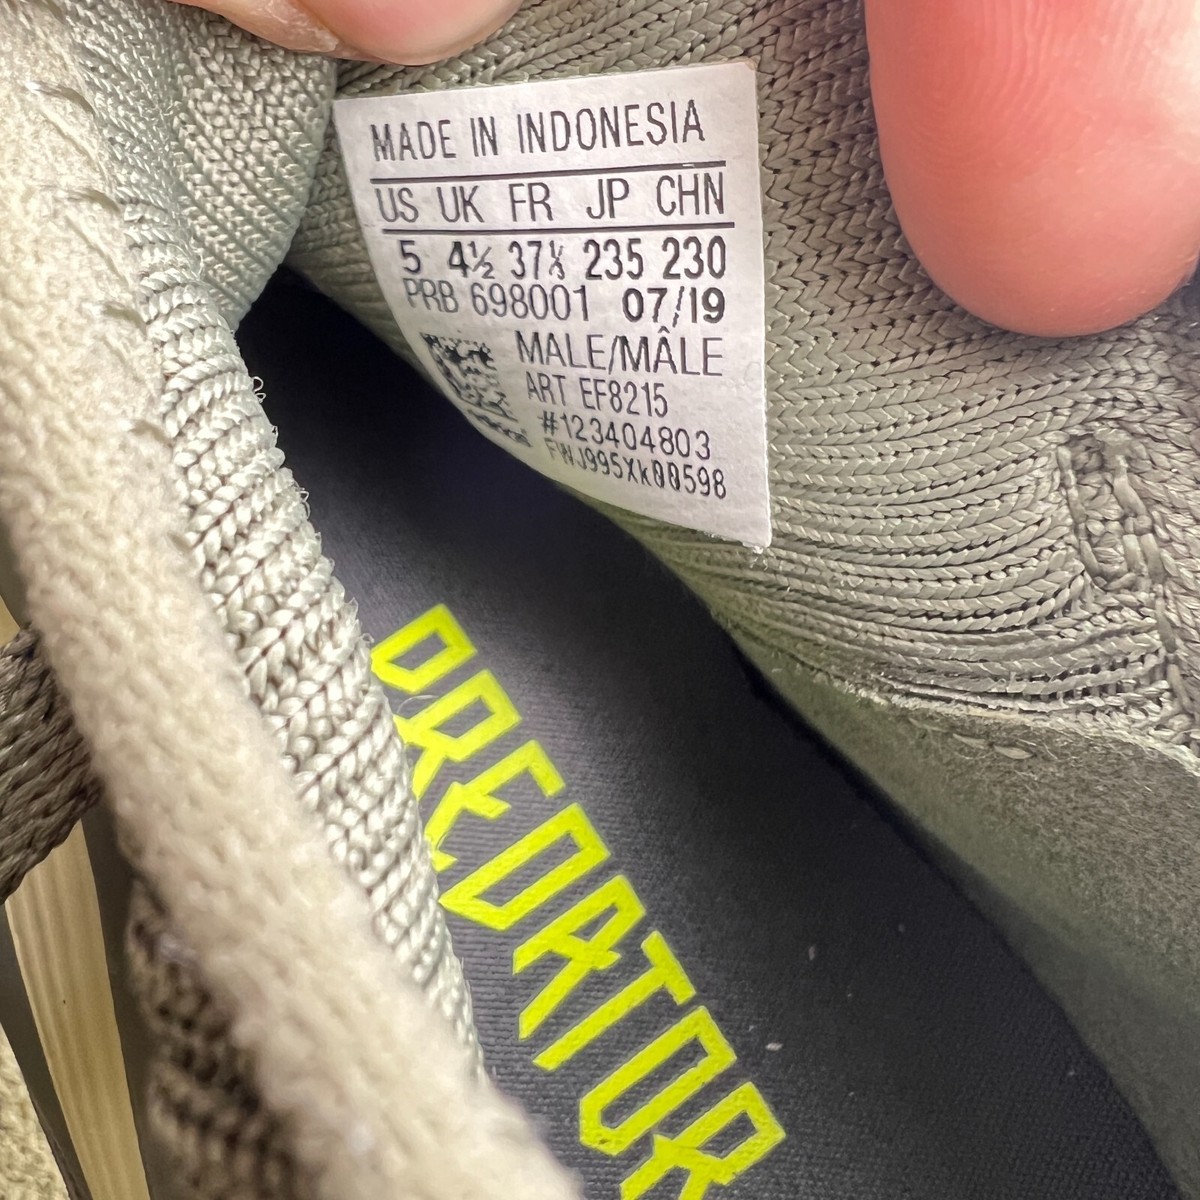 MADE IN INDONESIA
US UK FR JP CHN
5 4½ 37⅓ 235 230
PRB 698001 07/19
MALE/MÂLE
ART EF8215
#123404803
FWJ995Xk00598
PREDATOR